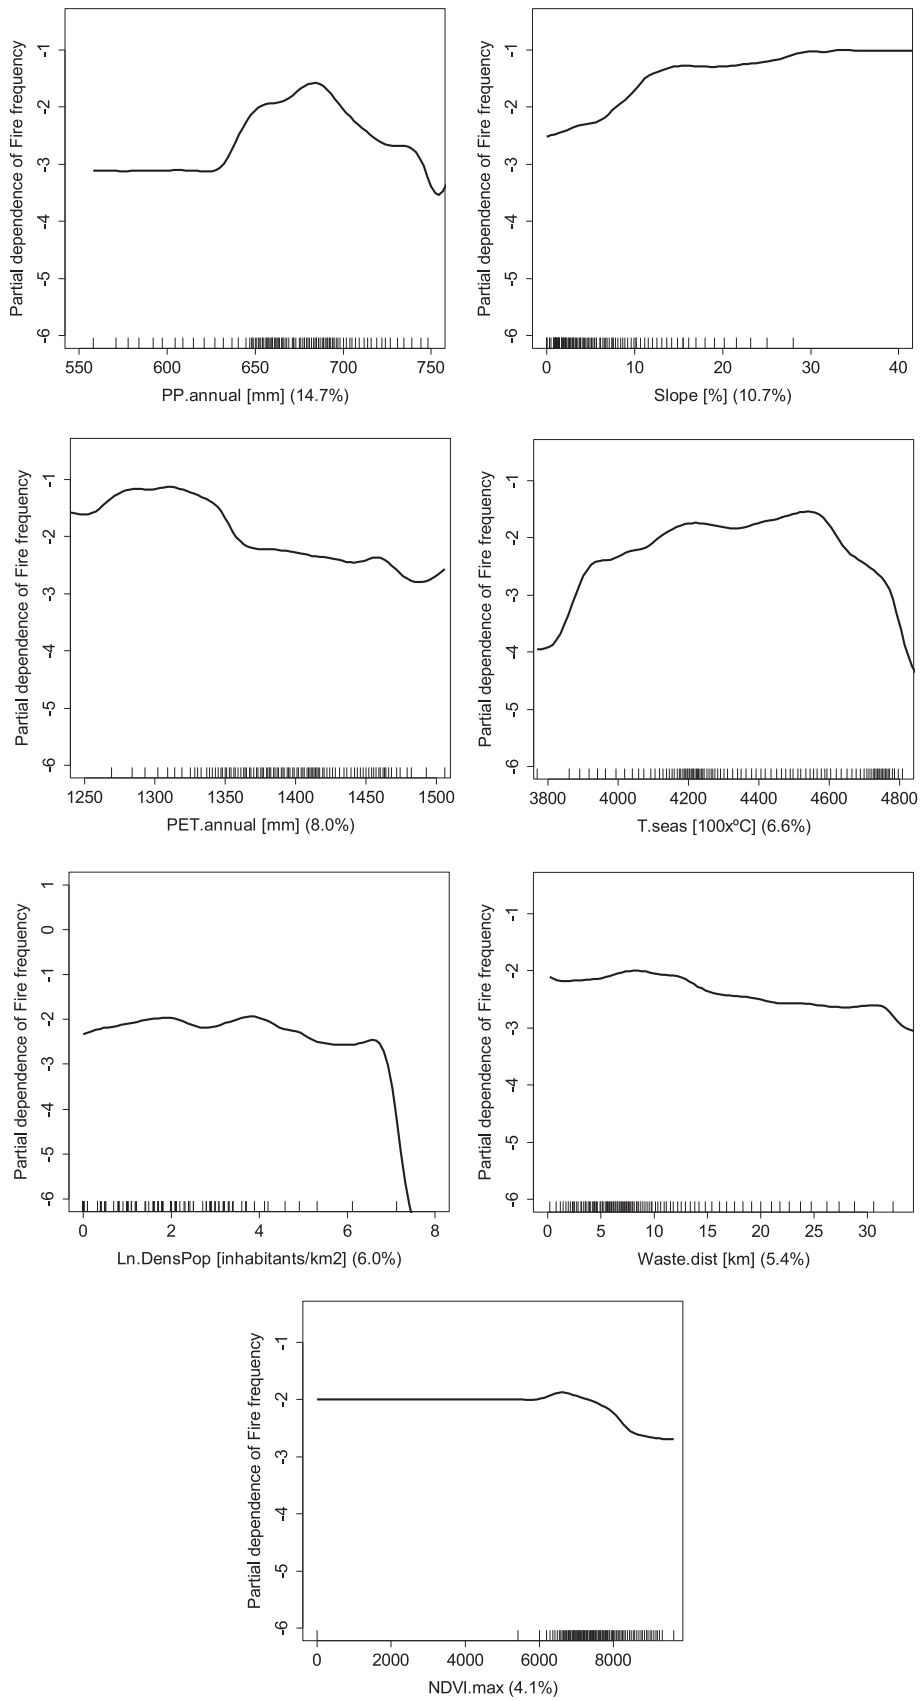 Partial dependence of Fire frequency
-1
-2
-3
-4
-5
-6
550 600 650 700 750
PP.annual [mm] (14.7%)
Partial dependence of Fire frequency
-1
-2
-3
-4
-5
-6
0 10 20 30 40
Slope [%] (10.7%)
Partial dependence of Fire frequency
-1
-2
-3
-4
-5
-6
1250 1300 1350 1400 1450 1500
PET.annual [mm] (8.0%)
Partial dependence of Fire frequency
-1
-2
-3
-4
-5
-6
3800 4000 4200 4400 4600 4800
T.seas [100xºC] (6.6%)
Partial dependence of Fire frequency
1
0
-1
-2
-3
-4
-5
-6
0 2 4 6 8
Ln.DensPop [inhabitants/km2] (6.0%)
Partial dependence of Fire frequency
-1
-2
-3
-4
-5
-6
0 5 10 15 20 25 30
Waste.dist [km] (5.4%)
Partial dependence of Fire frequency
-1
-2
-3
-4
-5
-6
0 2000 4000 6000 8000
NDVI.max (4.1%)